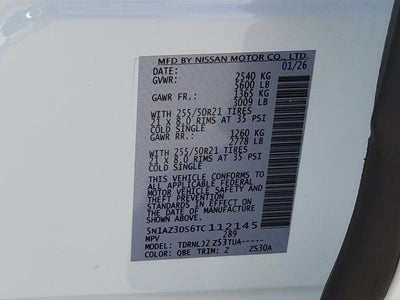 MFD BY NISSAN MOTOR CO., LTD.
DATE: 01/26
GVWR: 2540 KG
5600 LB
GAWR FR.: 1365 KG
3009 LB
WITH 255/50R21 TIRES
21 x 8.0 RIMS AT 35 PSI
COLD SINGLE
GAWR RR.: 1260 KG
2778 LB
WITH 255/50R21 TIRES
21 x 8.0 RIMS AT 35 PSI
COLD SINGLE
THIS VEHICLE CONFORMS TO
ALL APPLICABLE FEDERAL
MOTOR VEHICLE SAFETY AND
THEFT PREVENTION
STANDARDS IN EFFECT ON
THE DATE OF MANUFACTURE
SHOWN ABOVE.
5N1AZ3DS6TC112145
MPV 289
MODEL: TDRNLJ2 Z53TUA-----
COLOR: QBE TRIM: Z ZS30A